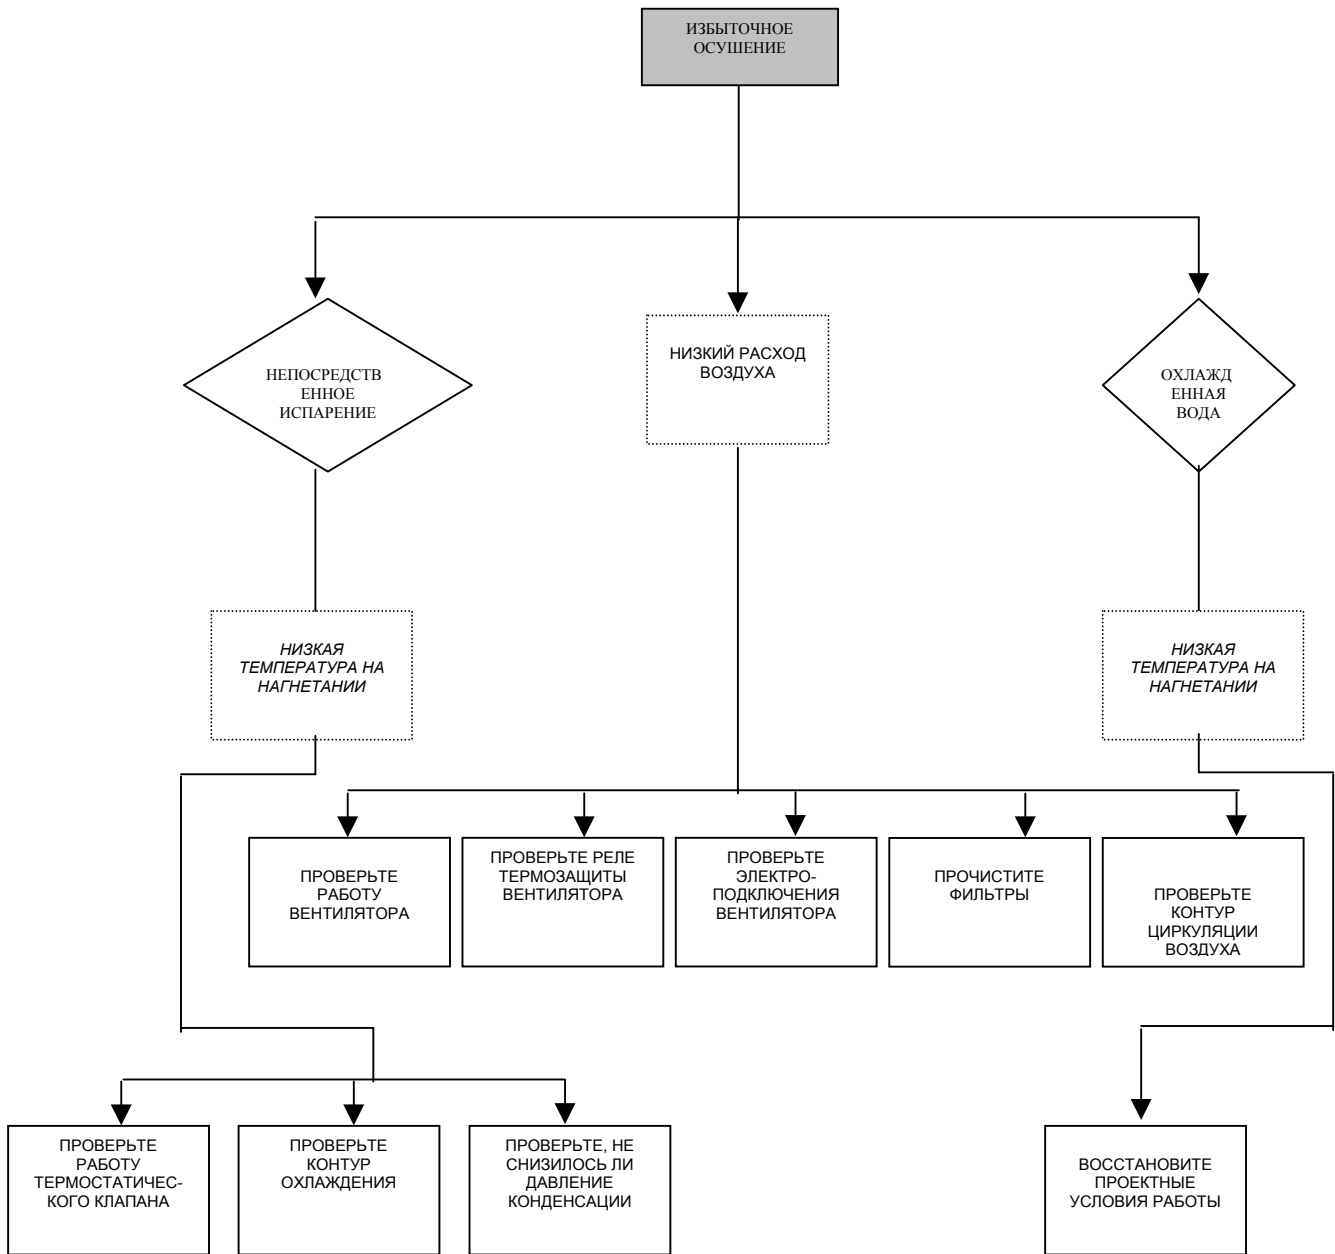 ИЗБЫТОЧНОЕ
ОСУШЕНИЕ
НЕПОСРЕДСТВ
ЕННОЕ
ИСПАРЕНИЕ
НИЗКИЙ РАСХОД
ВОЗДУХА
ОХЛАЖД
ЕННАЯ
ВОДА
НИЗКАЯ
ТЕМПЕРАТУРА НА
НАГНЕТАНИИ
НИЗКАЯ
ТЕМПЕРАТУРА НА
НАГНЕТАНИИ
ПРОВЕРЬТЕ
РАБОТУ
ВЕНТИЛЯТОРА
ПРОВЕРЬТЕ РЕЛЕ
ТЕРМОЗАЩИТЫ
ВЕНТИЛЯТОРА
ПРОВЕРЬТЕ
ЭЛЕКТРО-
ПОДКЛЮЧЕНИЯ
ВЕНТИЛЯТОРА
ПРОЧИСТИТЕ
ФИЛЬТРЫ
ПРОВЕРЬТЕ
КОНТУР
ЦИРКУЛЯЦИИ
ВОЗДУХА
ПРОВЕРЬТЕ
РАБОТУ
ТЕРМОСТАТИЧЕС-
КОГО КЛАПАНА
ПРОВЕРЬТЕ
КОНТУР
ОХЛАЖДЕНИЯ
ПРОВЕРЬТЕ, НЕ
СНИЗИЛОСЬ ЛИ
ДАВЛЕНИЕ
КОНДЕНСАЦИИ
ВОССТАНОВИТЕ
ПРОЕКТНЫЕ
УСЛОВИЯ РАБОТЫ